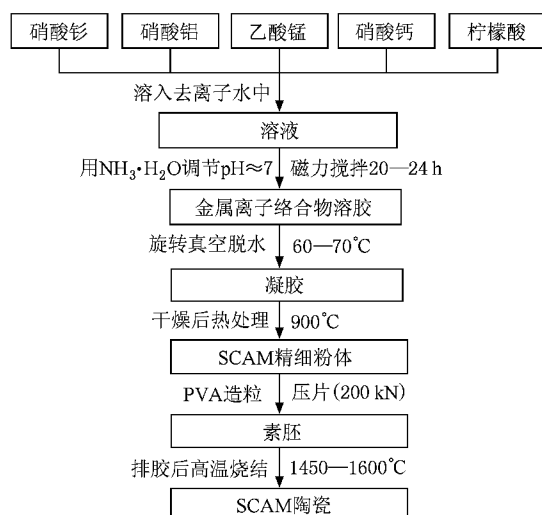 硝酸钐 硝酸铝 乙酸锰 硝酸钙 柠檬酸
溶入去离子水中
溶液
用NH₃·H₂O调节pH≈7 磁力搅拌20—24 h
金属离子络合物溶胶
旋转真空脱水 60—70℃
凝胶
干燥后热处理 900℃
SCAM精细粉体
PVA造粒 压片(200 kN)
素胚
排胶后高温烧结 1450—1600℃
SCAM陶瓷